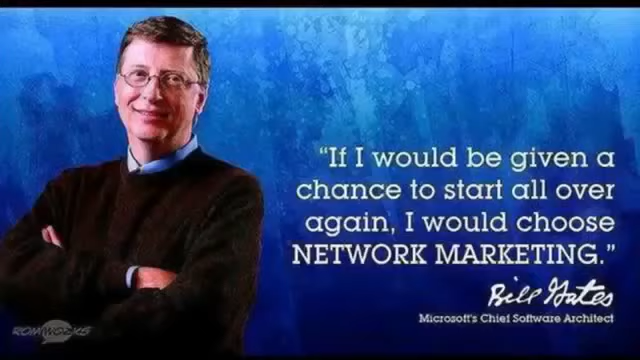 “If I would be given a
chance to start all over
again, I would choose
NETWORK MARKETING.”
Bill Gates
Microsoft's Chief Software Architect
ROMWORKS